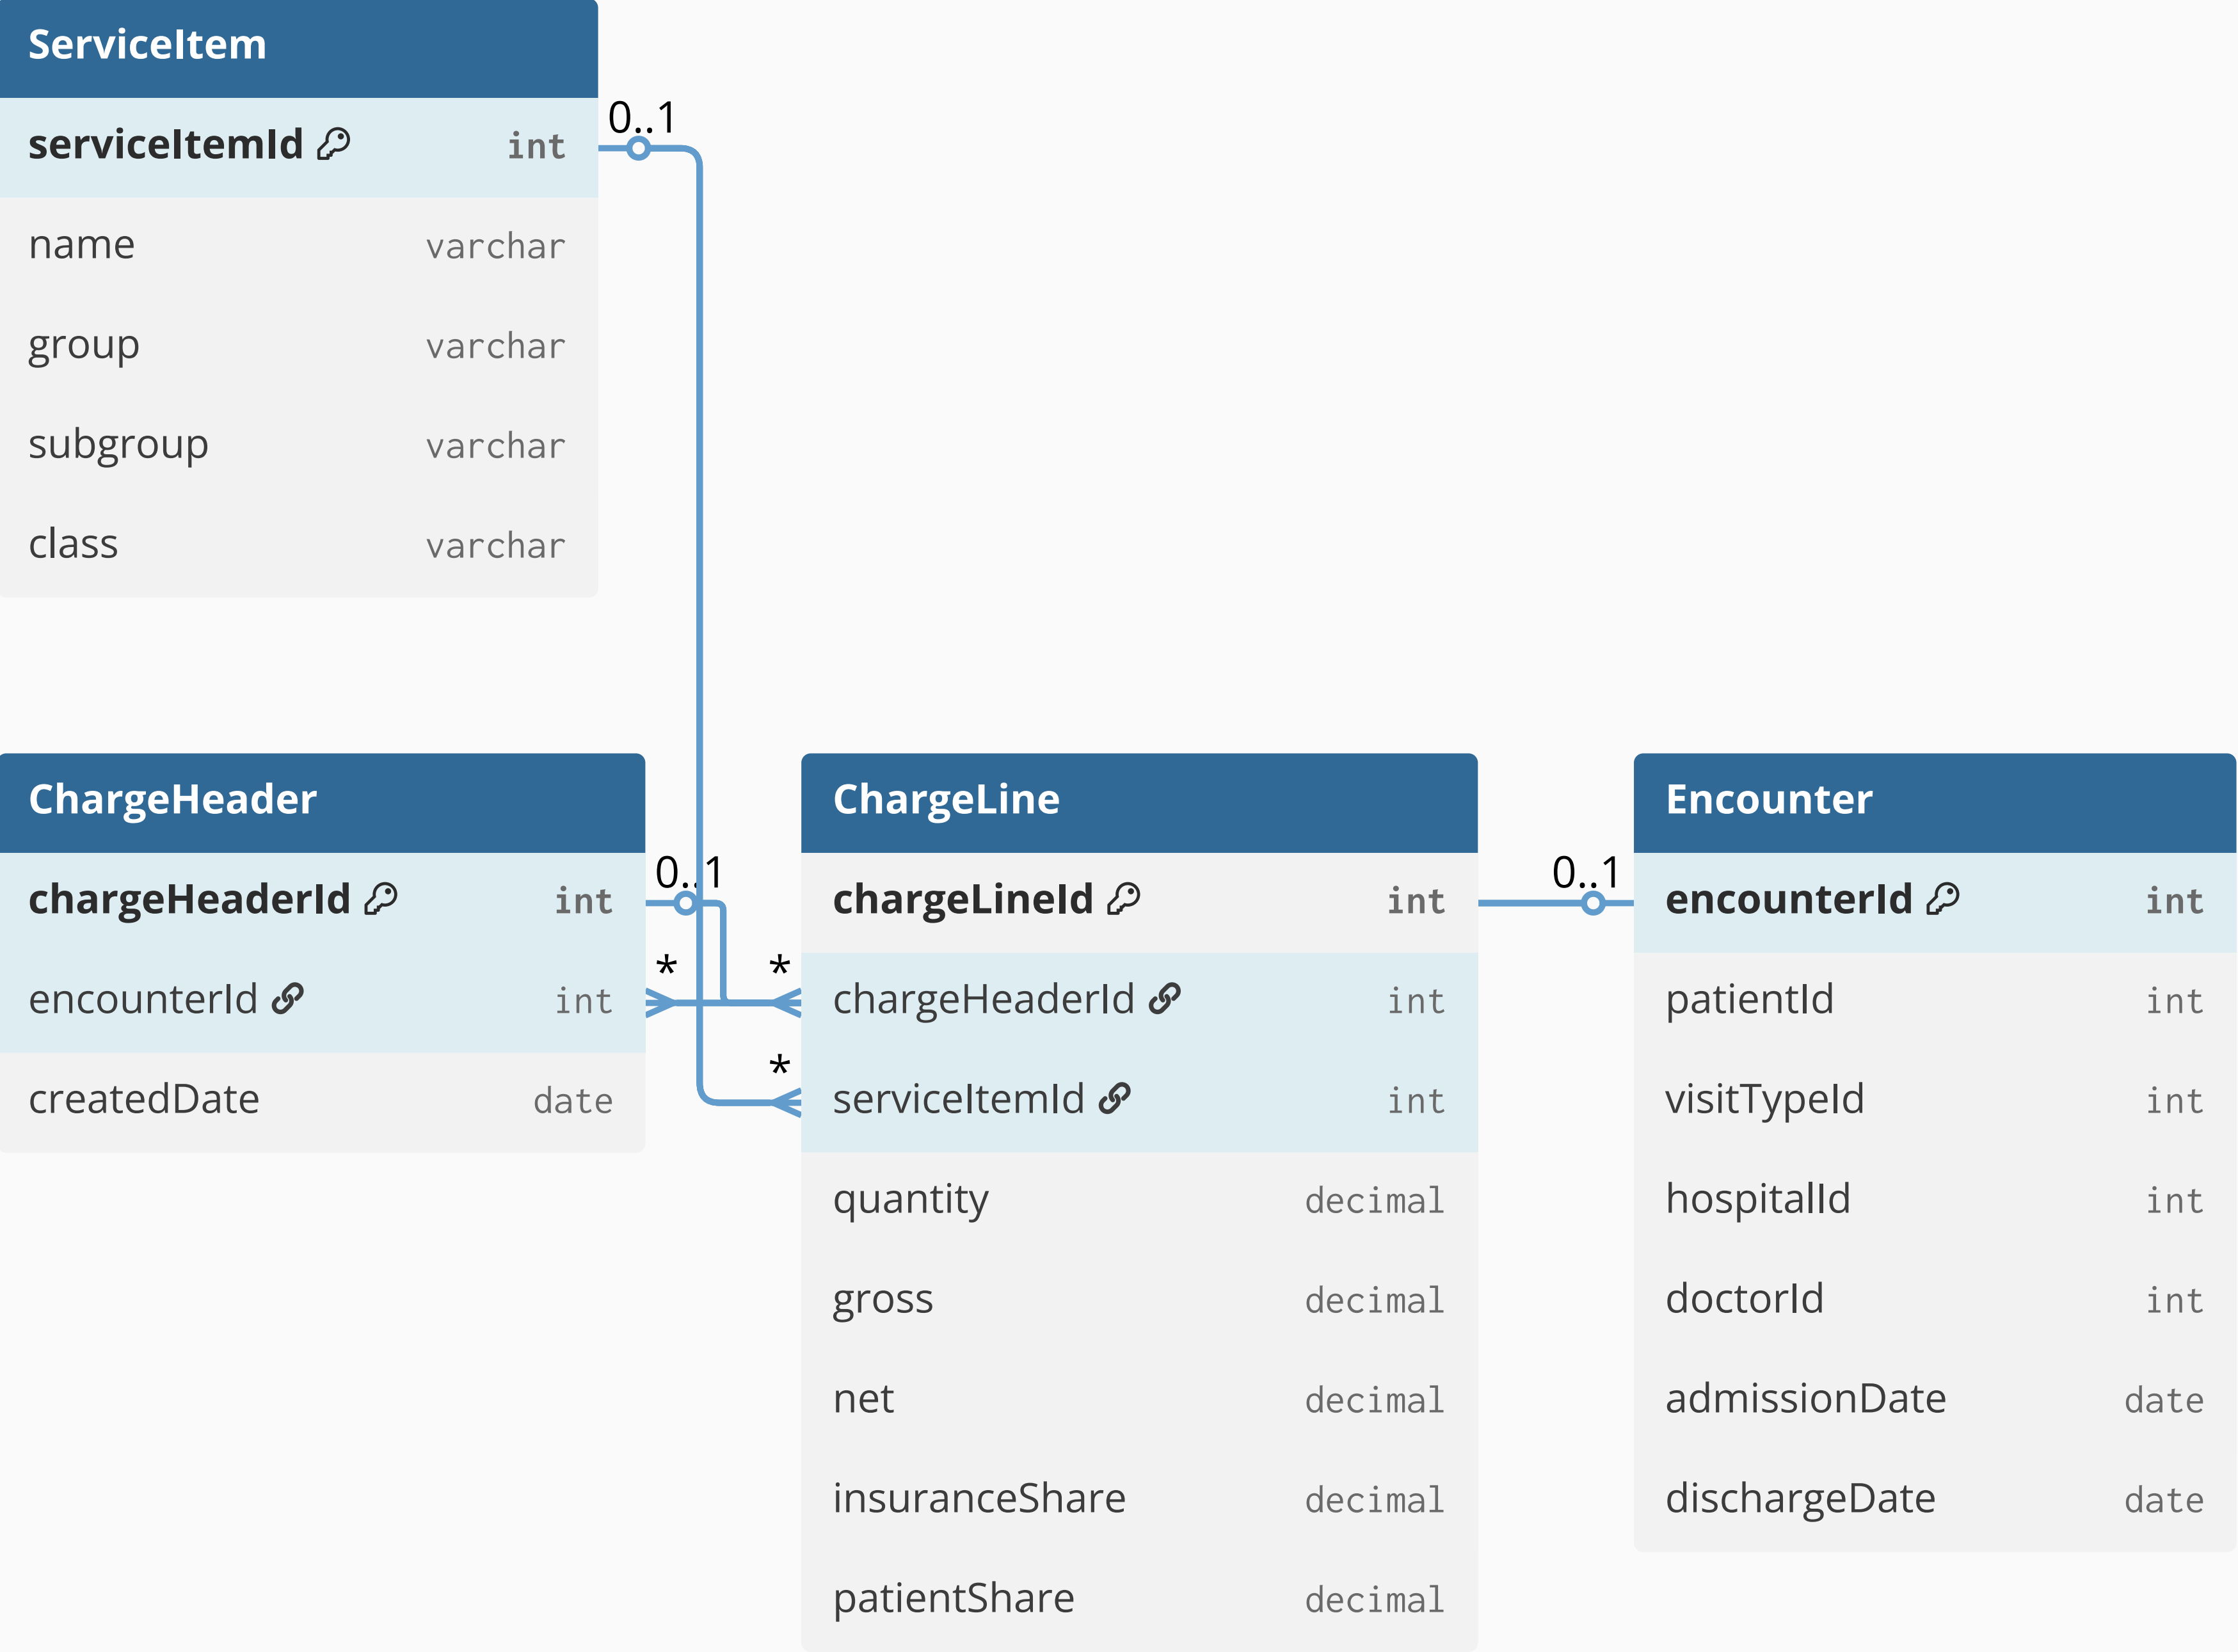 ServiceItem
serviceItemId int
name varchar
group varchar
subgroup varchar
class varchar
0..1
ChargeHeader
chargeHeaderId int
encounterId int
createdDate date
0..1
*
*
*
ChargeLine
chargeLineId int
chargeHeaderId int
serviceItemId int
quantity decimal
gross decimal
net decimal
insuranceShare decimal
patientShare decimal
0..1
Encounter
encounterId int
patientId int
visitTypeId int
hospitalId int
doctorId int
admissionDate date
dischargeDate date